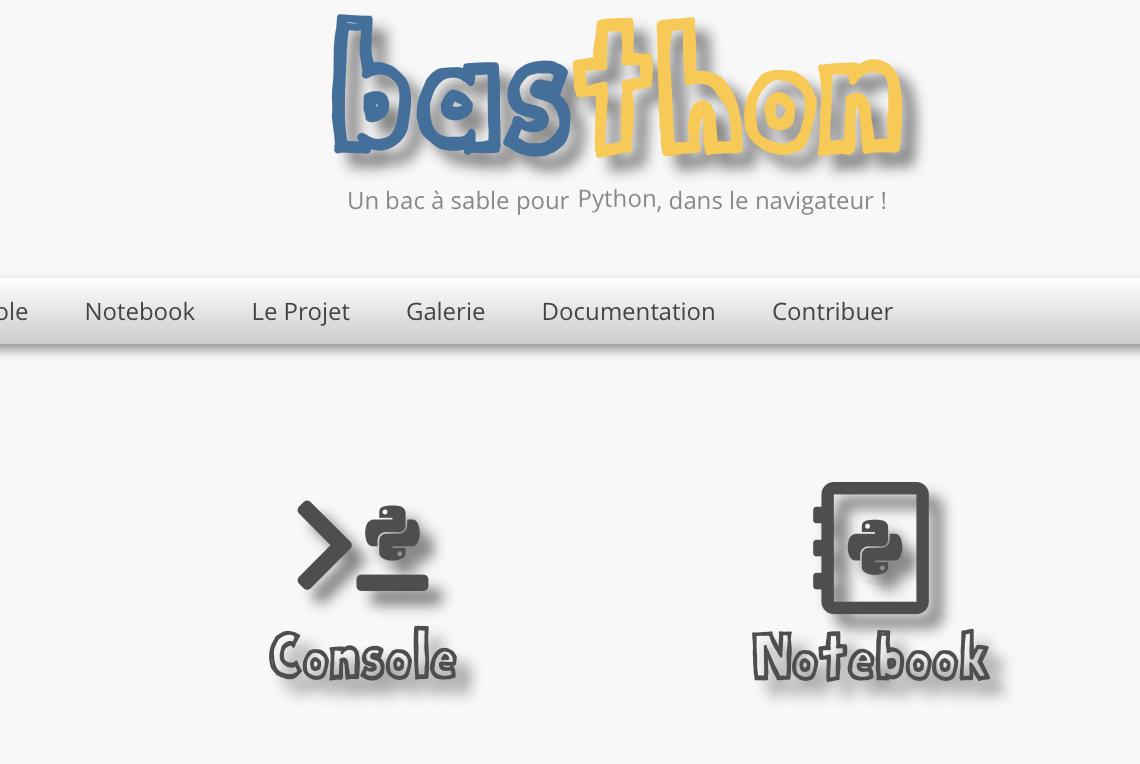 basthon
Un bac à sable pour Python, dans le navigateur !
ole Notebook Le Projet Galerie Documentation Contribuer
Console Notebook